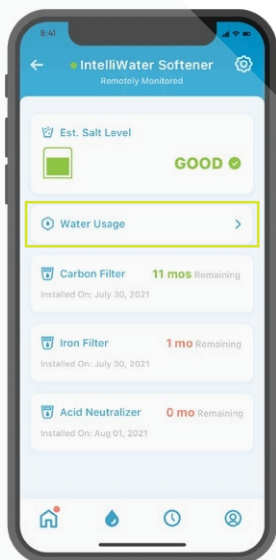 8:41
IntelliWater Softener
Remotely Monitored
Est. Salt Level
GOOD
Water Usage
Carbon Filter 11 mos Remaining
Installed On: July 30, 2021
Iron Filter 1 mo Remaining
Installed On: July 30, 2021
Acid Neutralizer 0 mo Remaining
Installed On: Aug 01, 2021